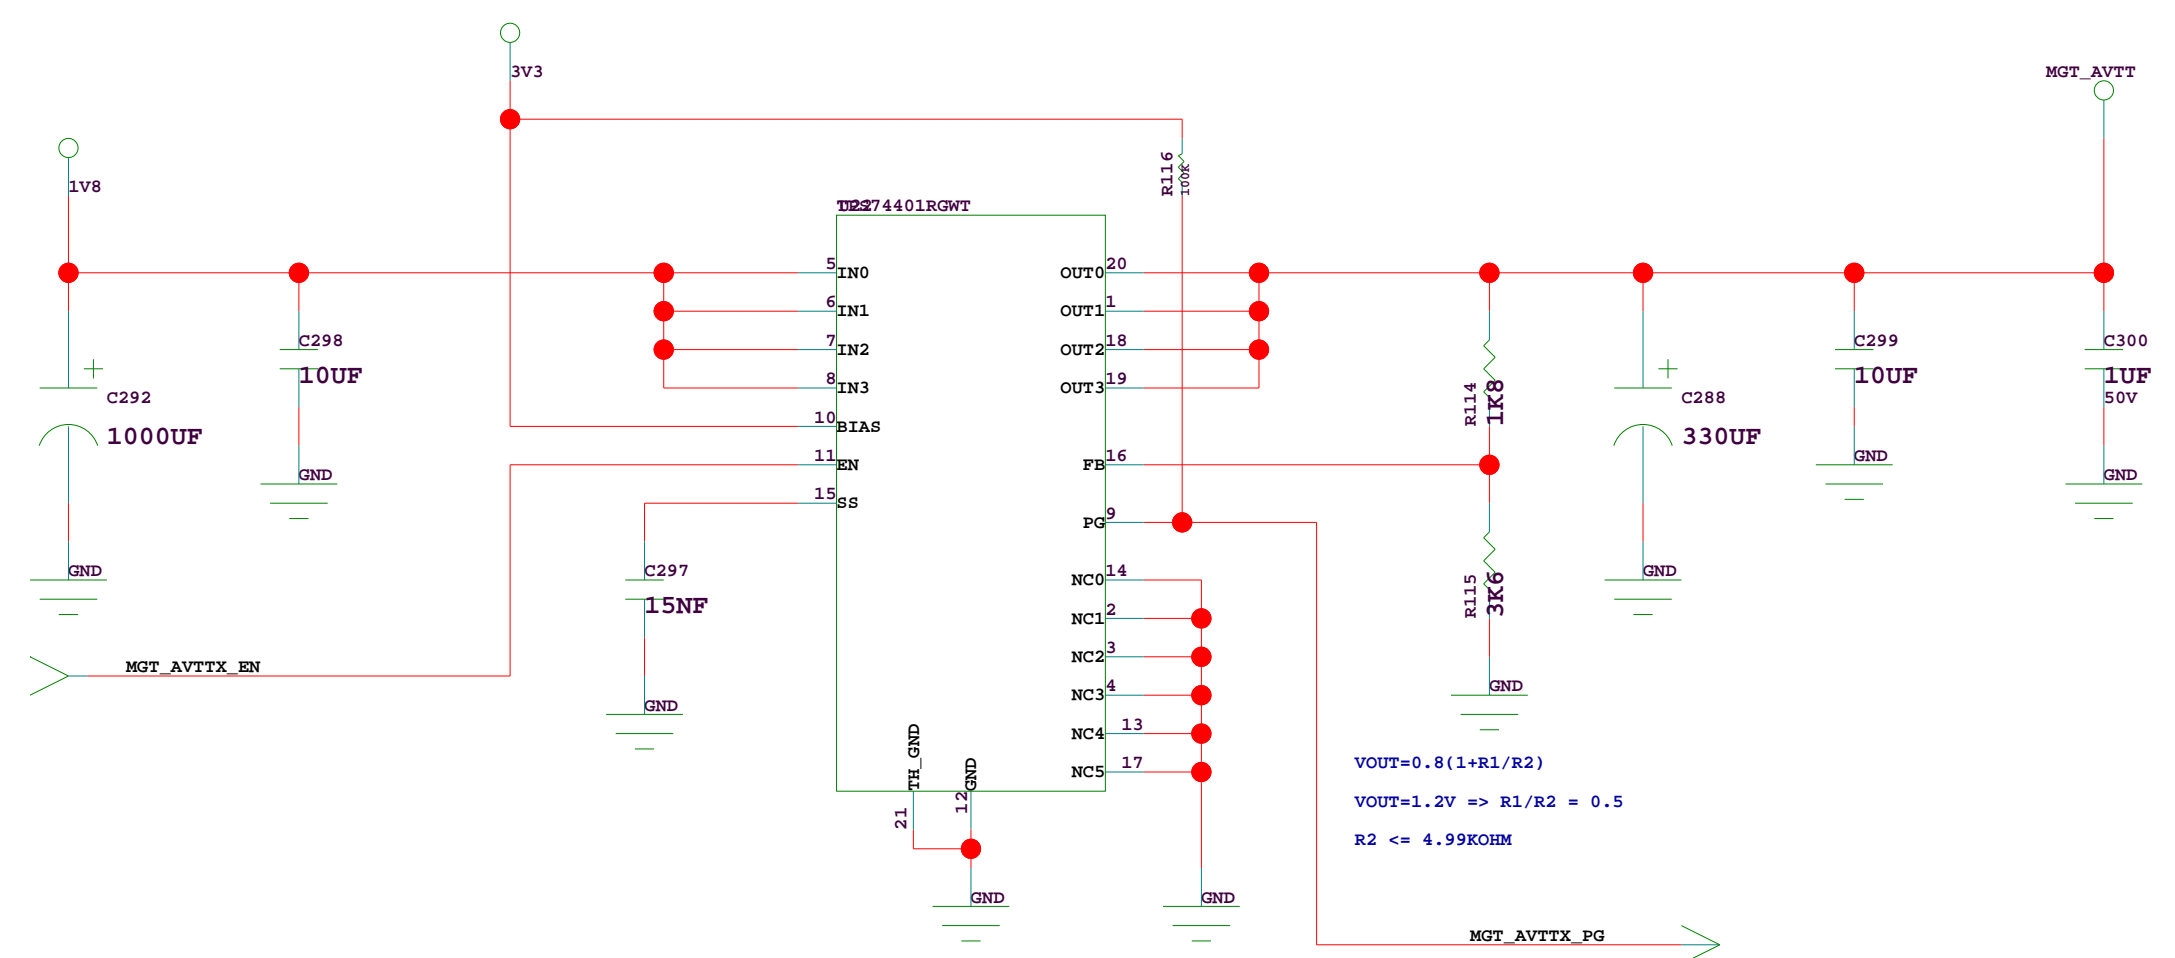 3V3
MGT_AVTT
1V8
R116
100K
TPS74401RGWT
U22
5
IN0
6
IN1
7
IN2
8
IN3
10
BIAS
11
EN
15
SS
OUT0
20
OUT1
1
OUT2
18
OUT3
19
FB
16
PG
9
NC0
14
NC1
2
NC2
3
NC3
4
NC4
13
NC5
17
TH_GND
21
GND
12
C292
1000UF
GND
C298
10UF
GND
C297
15NF
GND
MGT_AVTTX_EN
R114
1K8
R115
3K6
GND
C288
330UF
GND
C299
10UF
GND
C300
1UF
50V
GND
VOUT=0.8(1+R1/R2)
VOUT=1.2V => R1/R2 = 0.5
R2 <= 4.99KOHM
GND
GND
MGT_AVTTX_PG